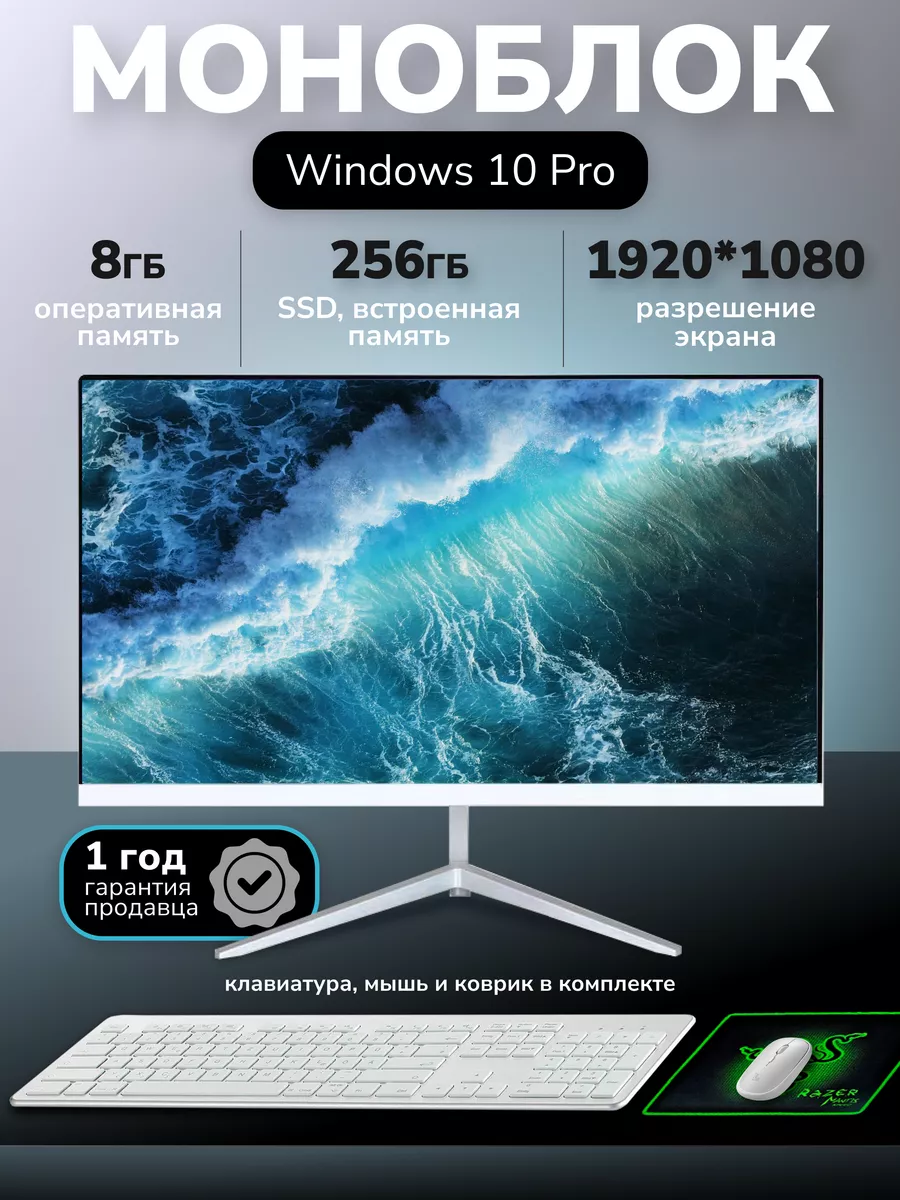 МОНОБЛОК
Windows 10 Pro
8ГБ
оперативная
память
256ГБ
SSD, встроенная
память
1920*1080
разрешение
экрана
1 год
гарантия
продавца
клавиатура, мышь и коврик в комплекте
RAZER
Mantis